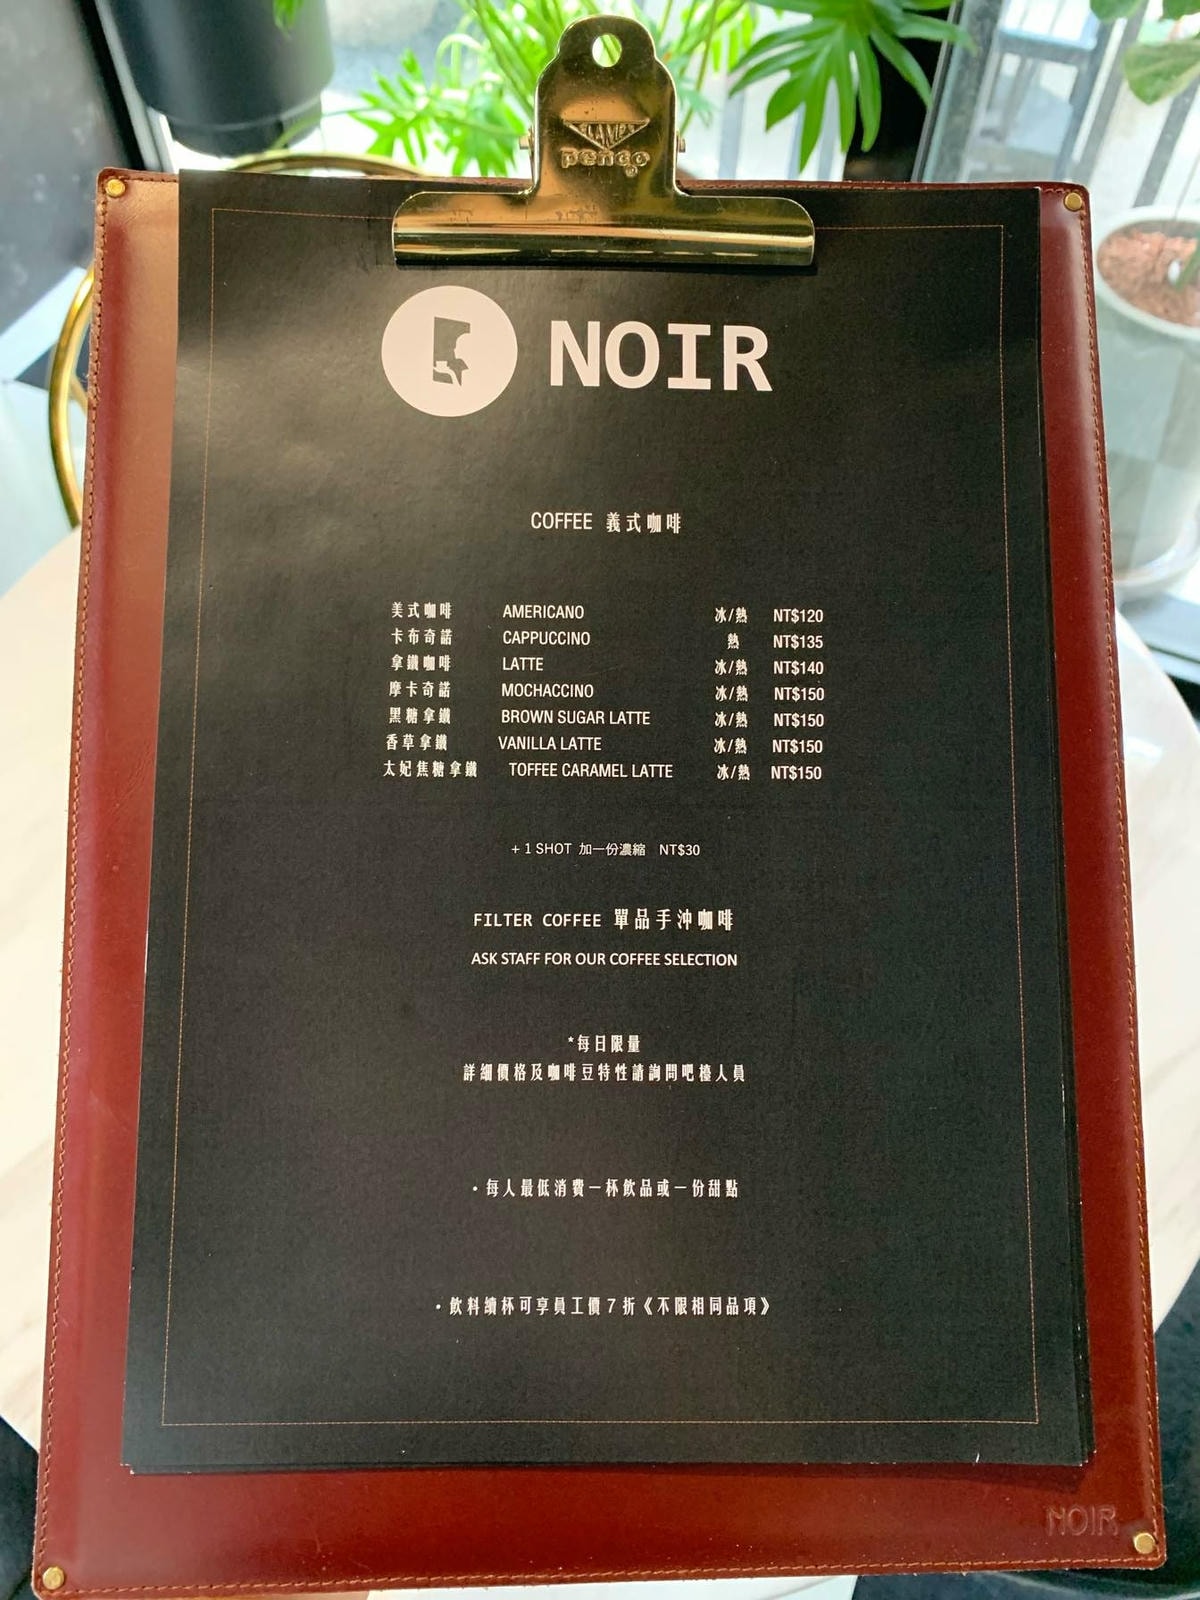 CLAMPS
penco
NOIR
COFFEE 義式咖啡
美式咖啡 AMERICANO 冰/熱 NT$120
卡布奇諾 CAPPUCCINO 熱 NT$135
拿鐵咖啡 LATTE 冰/熱 NT$140
摩卡奇諾 MOCHACCINO 冰/熱 NT$150
黑糖拿鐵 BROWN SUGAR LATTE 冰/熱 NT$150
香草拿鐵 VANILLA LATTE 冰/熱 NT$150
太妃焦糖拿鐵 TOFFEE CARAMEL LATTE 冰/熱 NT$150
+ 1 SHOT 加一份濃縮 NT$30
FILTER COFFEE 單品手沖咖啡
ASK STAFF FOR OUR COFFEE SELECTION
*每日限量
詳細價格及咖啡豆特性請詢問吧檯人員
・每人最低消費一杯飲品或一份甜點
・飲料續杯可享員工價7折《不限相同品項》
NOIR